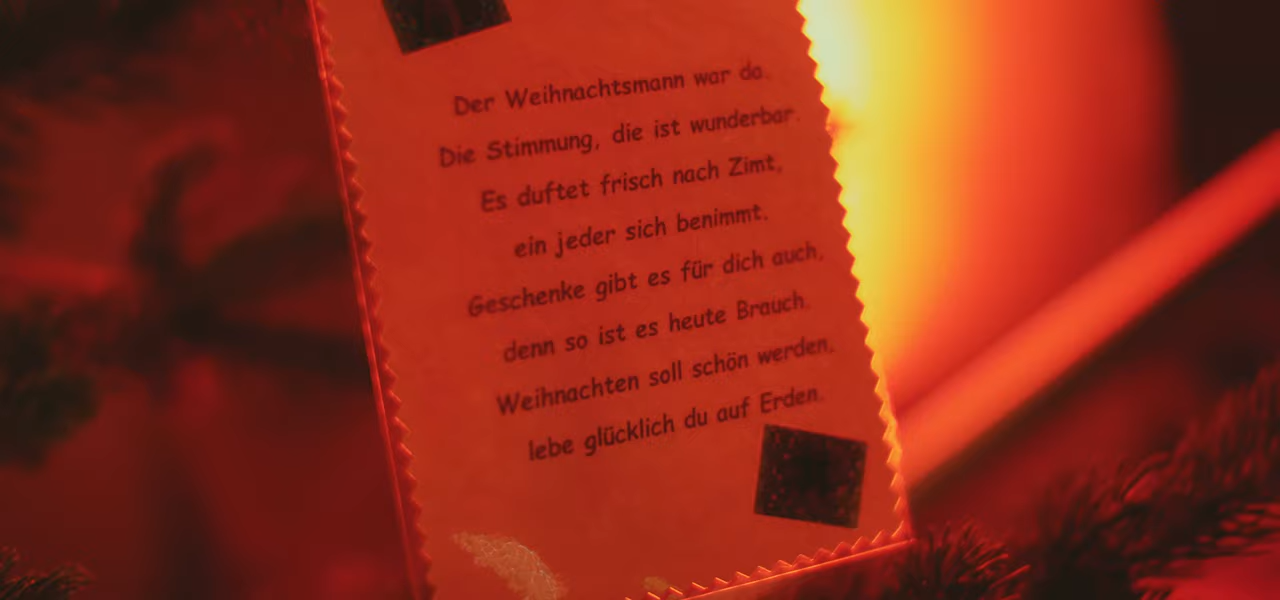 Der Weihnachtsmann war da.
Die Stimmung, die ist wunderbar.
Es duftet frisch nach Zimt,
ein jeder sich benimmt.
Geschenke gibt es für dich auch,
denn so ist es heute Brauch.
Weihnachten soll schön werden,
lebe glücklich du auf Erden.